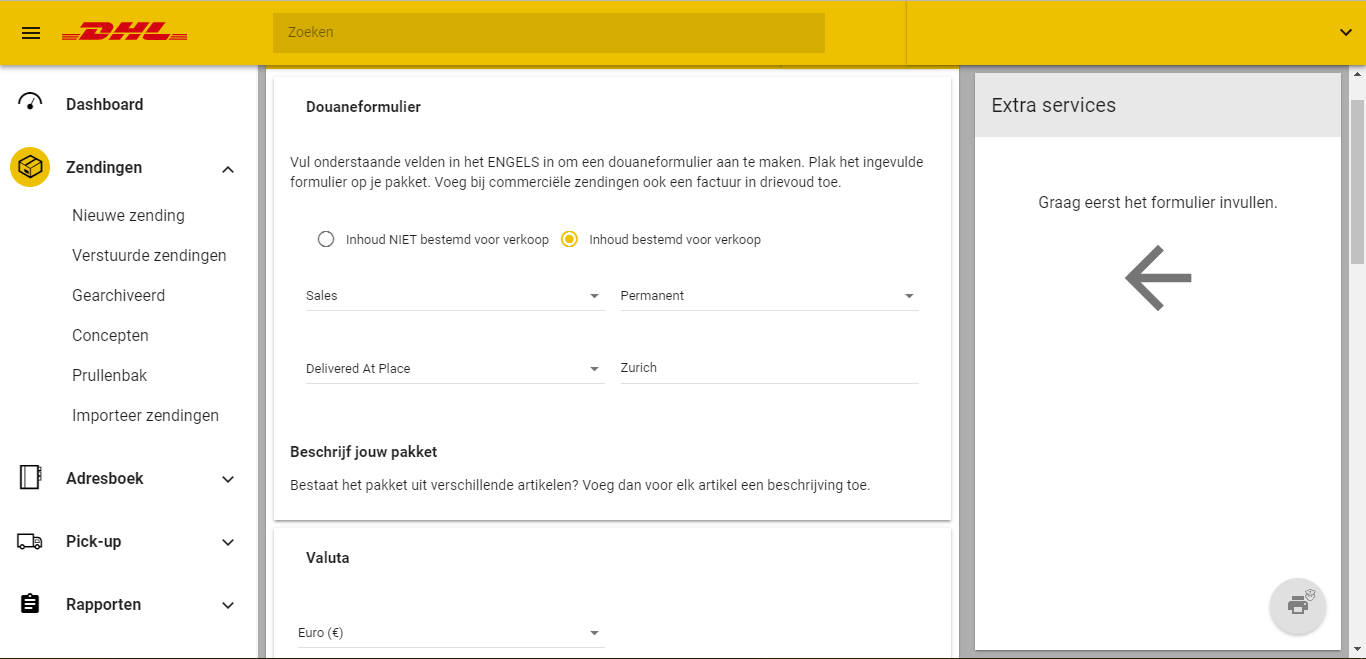 DHL
Zoeken
Dashboard
Zendingen
Nieuwe zending
Verstuurde zendingen
Gearchiveerd
Concepten
Prullenbak
Importeer zendingen
Adresboek
Pick-up
Rapporten
Douaneformulier
Vul onderstaande velden in het ENGELS in om een douaneformulier aan te maken. Plak het ingevulde
formulier op je pakket. Voeg bij commerciële zendingen ook een factuur in drievoud toe.
Inhoud NIET bestemd voor verkoop Inhoud bestemd voor verkoop
Sales Permanent
Delivered At Place Zurich
Beschrijf jouw pakket
Bestaat het pakket uit verschillende artikelen? Voeg dan voor elk artikel een beschrijving toe.
Valuta
Euro (€)
Extra services
Graag eerst het formulier invullen.